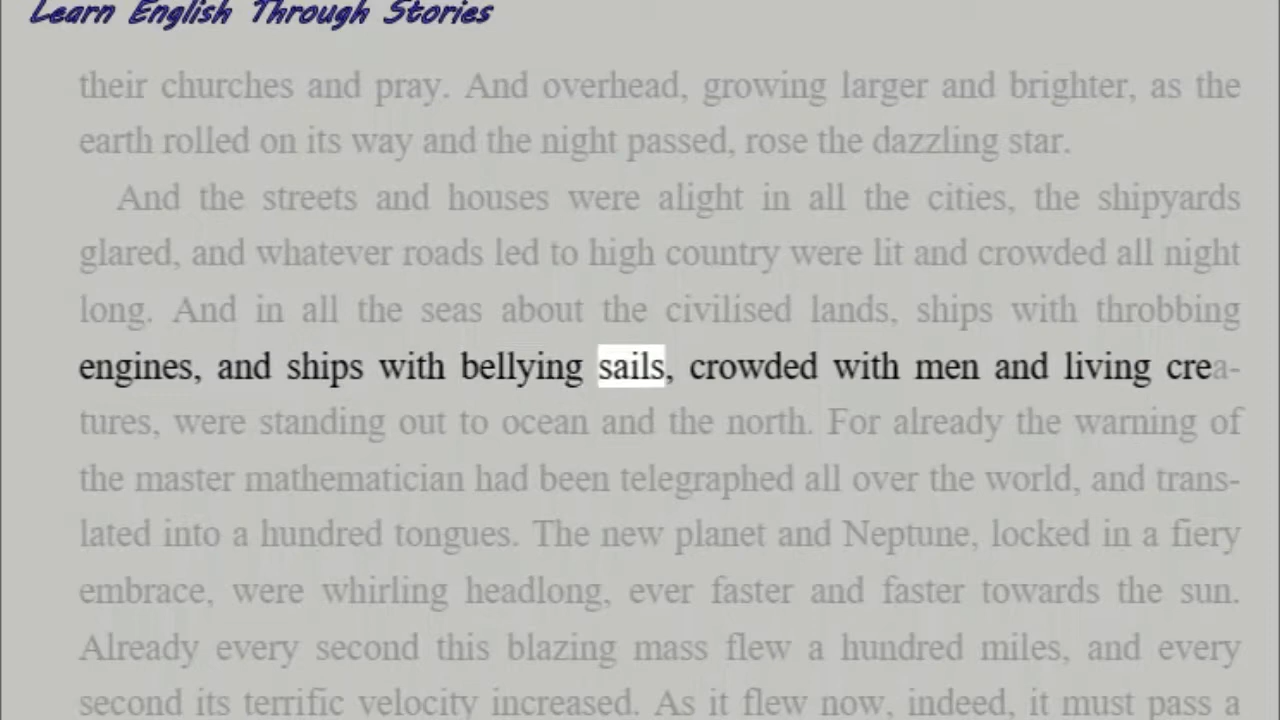 Learn English Through Stories
their churches and pray. And overhead, growing larger and brighter, as the
earth rolled on its way and the night passed, rose the dazzling star.
And the streets and houses were alight in all the cities, the shipyards
glared, and whatever roads led to high country were lit and crowded all night
long. And in all the seas about the civilised lands, ships with throbbing
engines, and ships with bellying sails, crowded with men and living crea-
tures, were standing out to ocean and the north. For already the warning of
the master mathematician had been telegraphed all over the world, and trans-
lated into a hundred tongues. The new planet and Neptune, locked in a fiery
embrace, were whirling headlong, ever faster and faster towards the sun.
Already every second this blazing mass flew a hundred miles, and every
second its terrific velocity increased. As it flew now, indeed, it must pass a